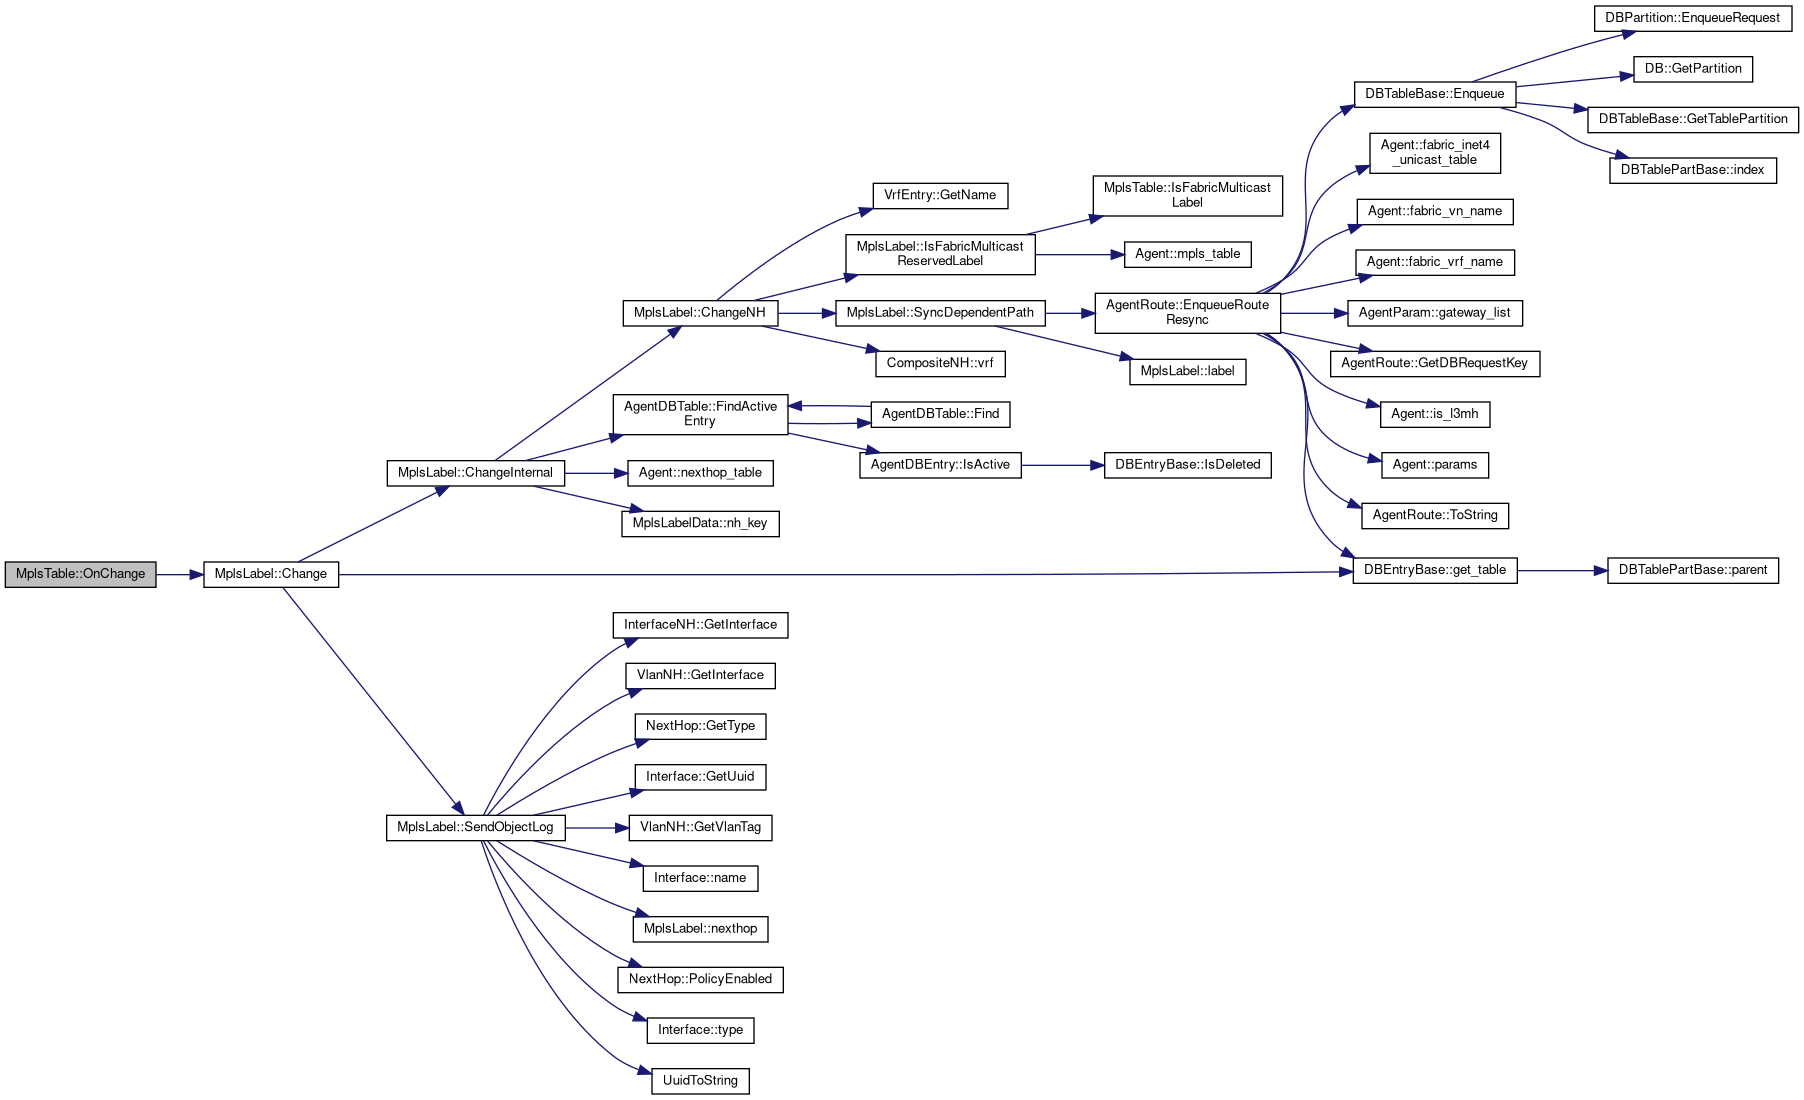 MplsTable::OnChange
MplsLabel::Change
MplsLabel::ChangeInternal
MplsLabel::ChangeNH
VrfEntry::GetName
MplsLabel::IsFabricMulticast
ReservedLabel
MplsTable::IsFabricMulticast
Label
Agent::mpls_table
MplsLabel::SyncDependentPath
AgentRoute::EnqueueRoute
Resync
DBTableBase::Enqueue
DBPartition::EnqueueRequest
DB::GetPartition
DBTableBase::GetTablePartition
DBTablePartBase::index
Agent::fabric_inet4
_unicast_table
Agent::fabric_vn_name
Agent::fabric_vrf_name
AgentParam::gateway_list
AgentRoute::GetDBRequestKey
Agent::is_l3mh
Agent::params
AgentRoute::ToString
DBEntryBase::get_table
DBTablePartBase::parent
MplsLabel::label
CompositeNH::vrf
AgentDBTable::FindActive
Entry
AgentDBTable::Find
AgentDBEntry::IsActive
DBEntryBase::IsDeleted
Agent::nexthop_table
MplsLabelData::nh_key
MplsLabel::SendObjectLog
InterfaceNH::GetInterface
VlanNH::GetInterface
NextHop::GetType
Interface::GetUuid
VlanNH::GetVlanTag
Interface::name
MplsLabel::nexthop
NextHop::PolicyEnabled
Interface::type
UuidToString